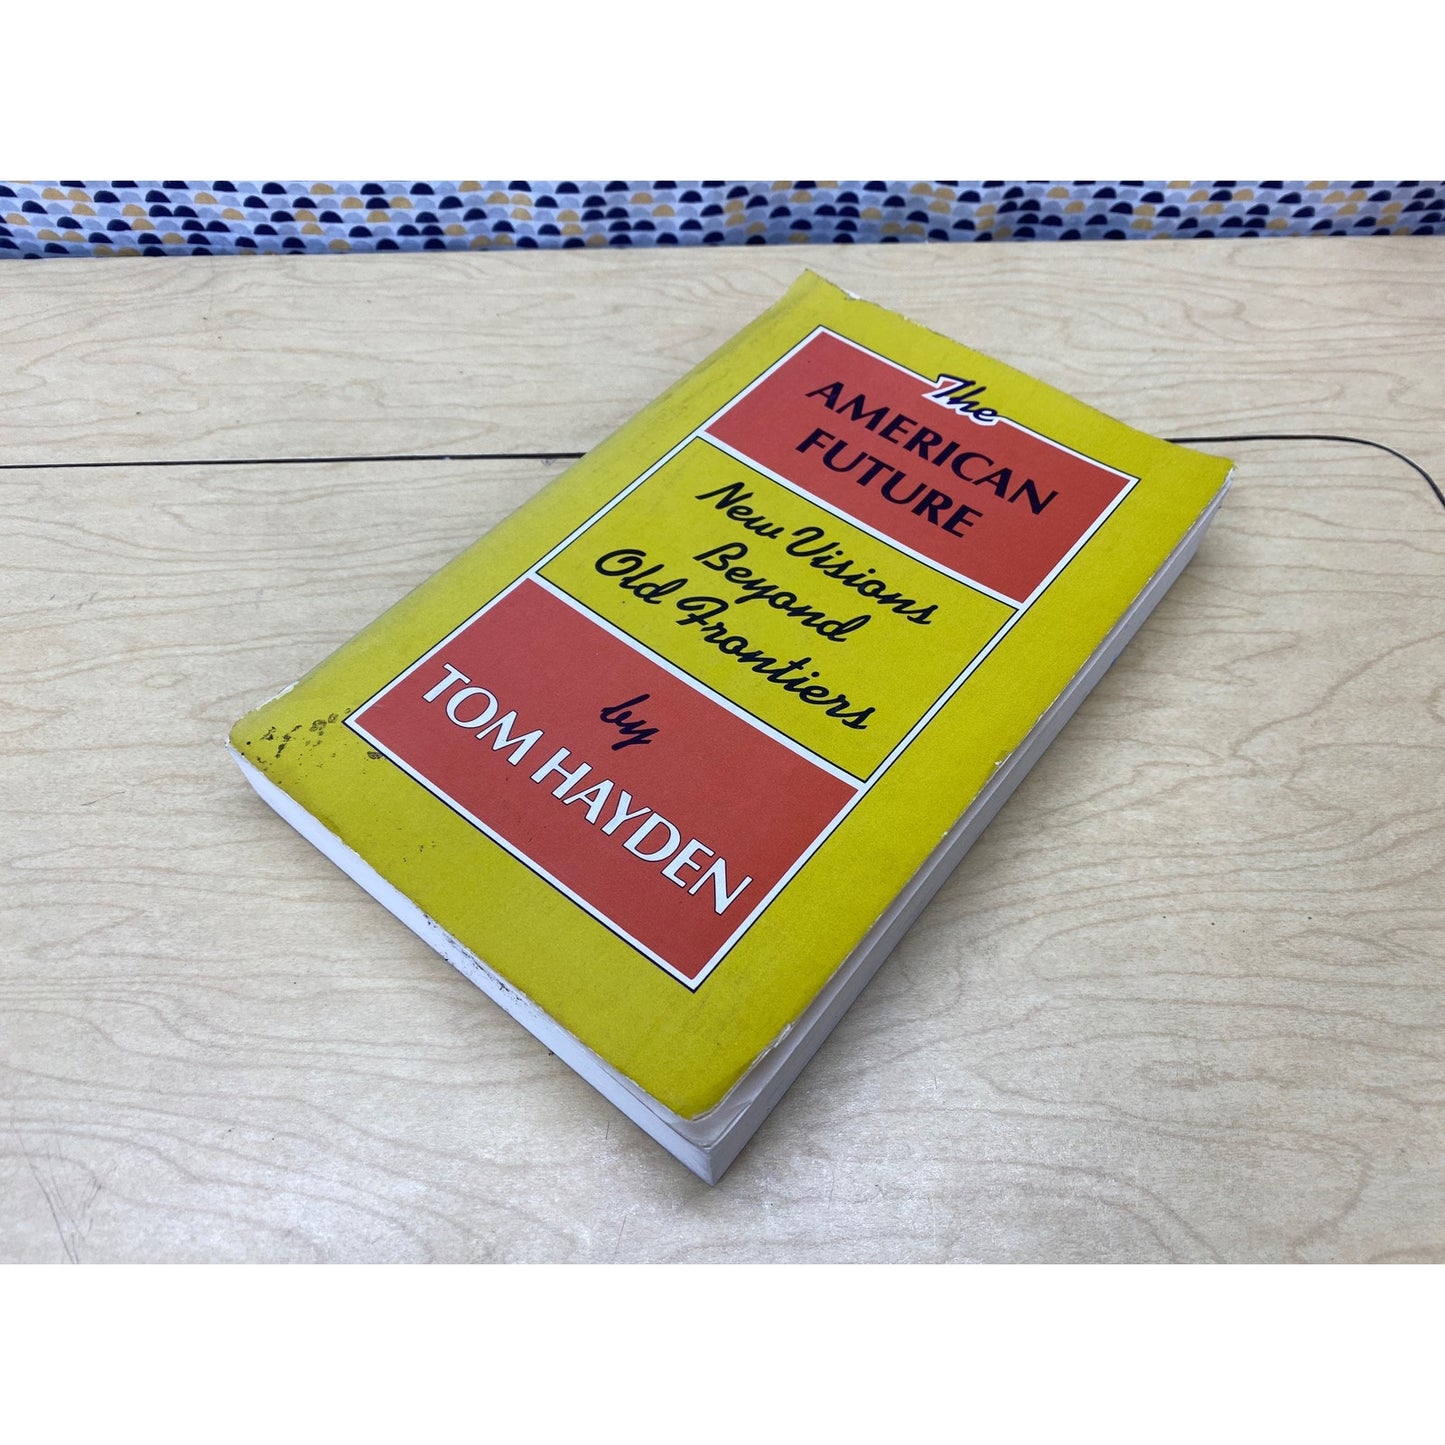 The
AMERICAN
FUTURE
New Visions
Beyond
Old Frontiers
by
TOM HAYDEN